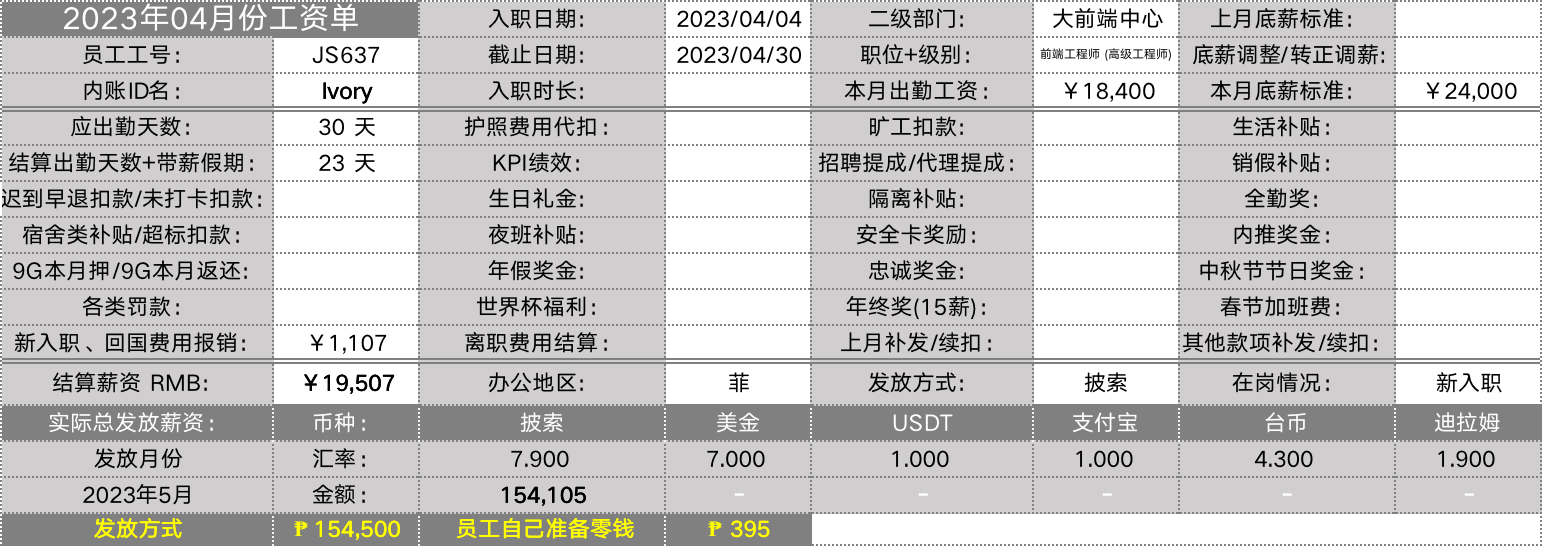 2023年04月份工资单 入职日期: 2023/04/04 二级部门: 大前端中心 上月底薪标准:
员工工号: JS637 截止日期: 2023/04/30 职位+级别: 前端工程师 (高级工程师) 底薪调整/转正调薪:
内账ID名: Ivory 入职时长: 本月出勤工资: ￥18,400 本月底薪标准: ￥24,000
应出勤天数: 30 天 护照费用代扣: 旷工扣款: 生活补贴:
结算出勤天数+带薪假期: 23 天 KPI绩效: 招聘提成/代理提成: 销假补贴:
迟到早退扣款/未打卡扣款: 生日礼金: 隔离补贴: 全勤奖:
宿舍类补贴/超标扣款: 夜班补贴: 安全卡奖励: 内推奖金:
9G本月押/9G本月返还: 年假奖金: 忠诚奖金: 中秋节节日奖金:
各类罚款: 世界杯福利: 年终奖(15薪): 春节加班费:
新入职、回国费用报销: ￥1,107 离职费用结算: 上月补发/续扣: 其他款项补发/续扣:
结算薪资 RMB: ￥19,507 办公地区: 菲 发放方式: 披索 在岗情况: 新入职
实际总发放薪资: 币种: 披索 美金 USDT 支付宝 台币 迪拉姆
发放月份 汇率: 7.900 7.000 1.000 1.000 4.300 1.900
2023年5月 金额: 154,105 – – – – –
发放方式 ₱ 154,500 员工自己准备零钱 ₱ 395